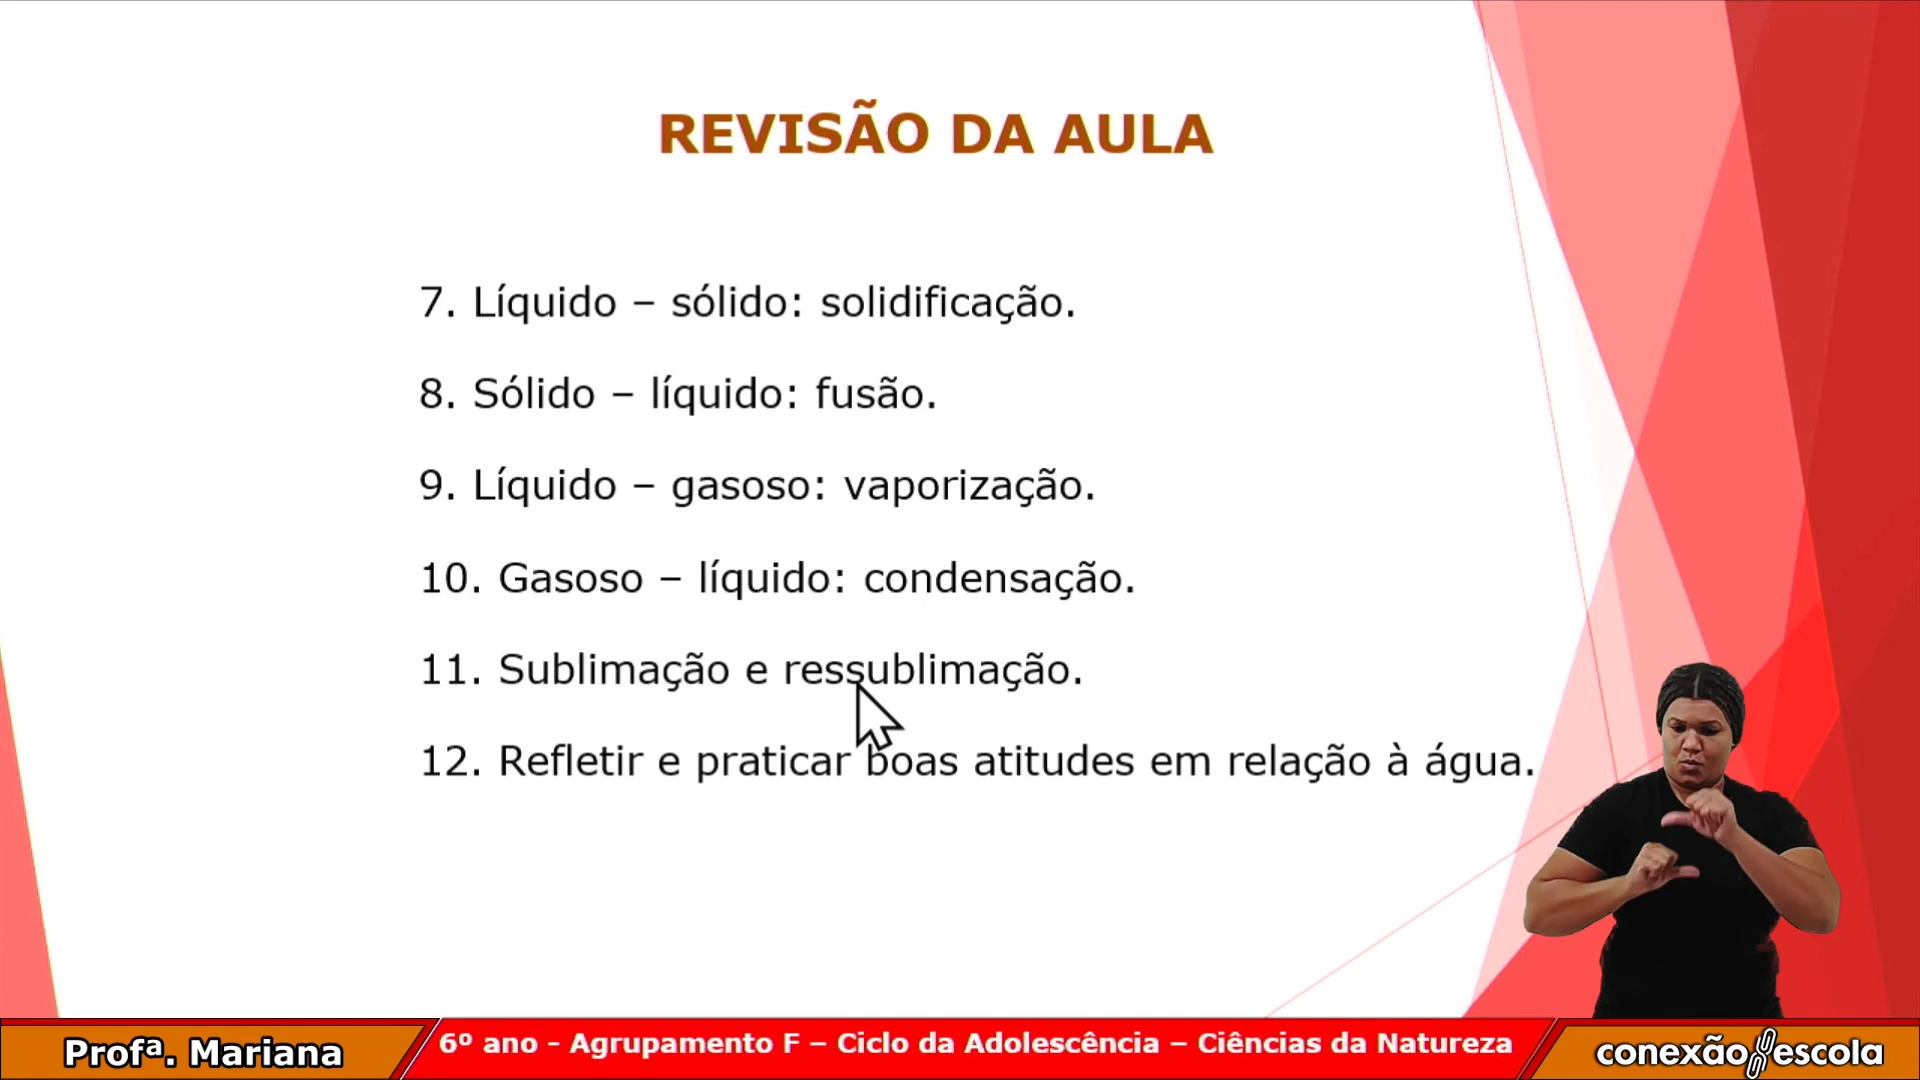 REVISÃO DA AULA
7. Líquido – sólido: solidificação.
8. Sólido – líquido: fusão.
9. Líquido – gasoso: vaporização.
10. Gasoso – líquido: condensação.
11. Sublimação e ressublimação.
12. Refletir e praticar boas atitudes em relação à água.
Profª. Mariana
6º ano - Agrupamento F – Ciclo da Adolescência – Ciências da Natureza
conexão escola